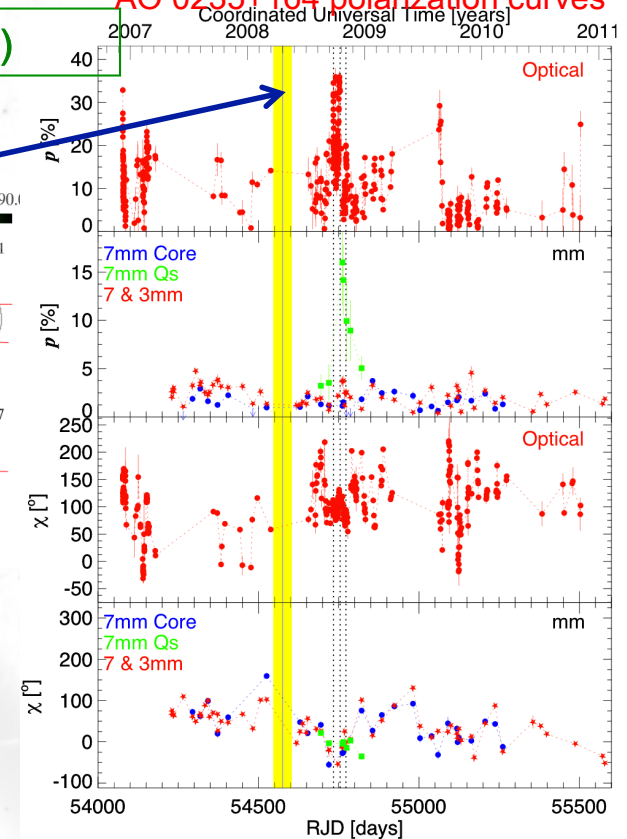 AO 0235+164 polarization curves
Coordinated Universal Time [years]
2007 2008 2009 2010 2011
)
Optical
40
30
20
10
0
p [%]
90.0
7mm Core
7mm Qs
7 & 3mm
mm
15
10
5
0
p [%]
Optical
250
200
150
100
50
0
-50
χ [°]
7mm Core
7mm Qs
7 & 3mm
mm
300
200
100
0
-100
χ [°]
54000 54500 55000 55500
RJD [days]